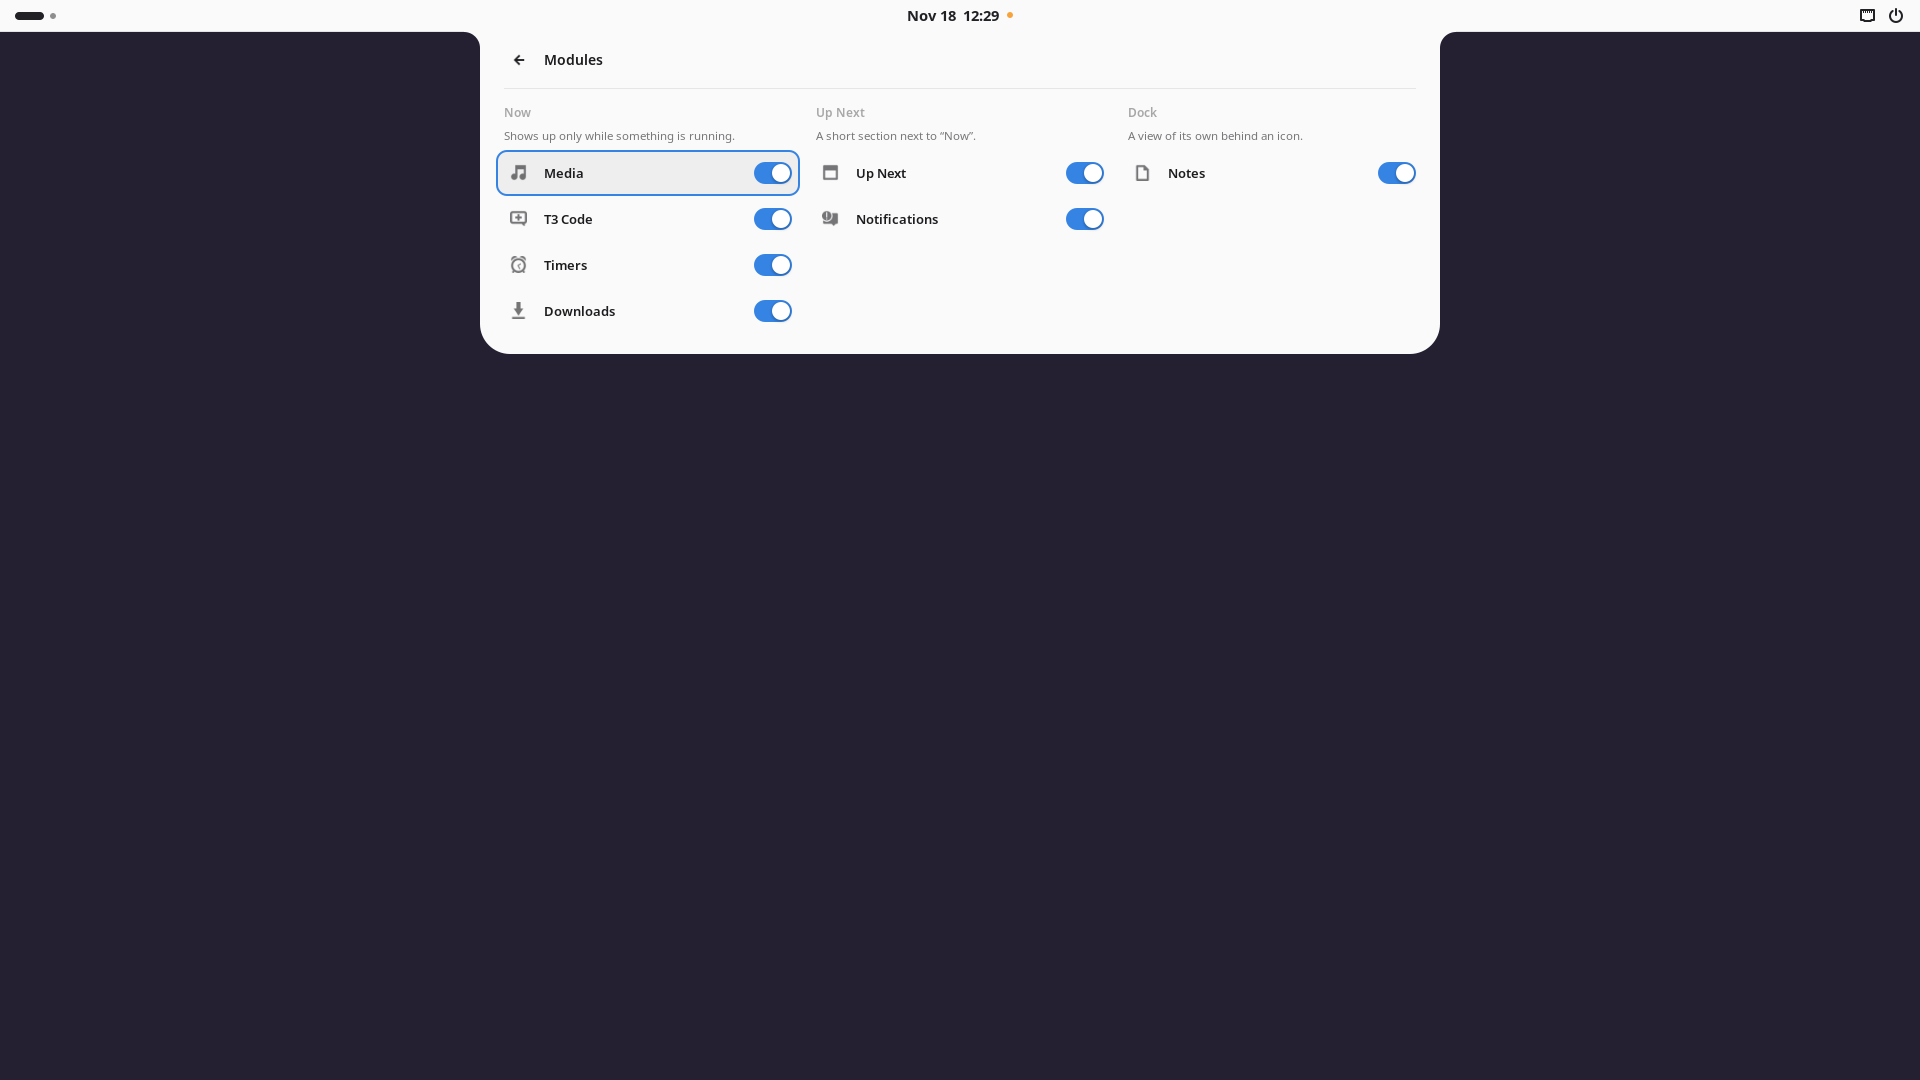 Nov 18 12:29
Modules
Now
Shows up only while something is running.
Media
T3 Code
Timers
Downloads
Up Next
A short section next to “Now”.
Up Next
Notifications
Dock
A view of its own behind an icon.
Notes